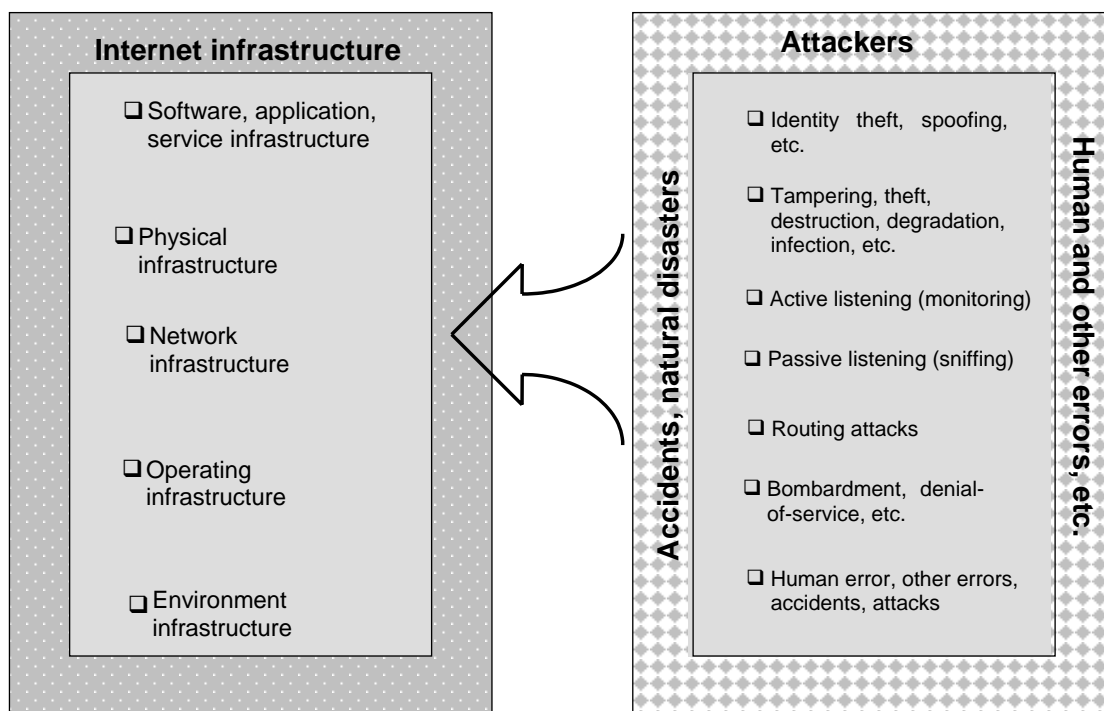 Internet infrastructure
❑ Software, application,
service infrastructure
❑ Physical
infrastructure
❑ Network
infrastructure
❑ Operating
infrastructure
❑ Environment
infrastructure
Attackers
Accidents, natural disasters
❑ Identity theft, spoofing,
etc.
❑ Tampering, theft,
destruction, degradation,
infection, etc.
❑ Active listening (monitoring)
❑ Passive listening (sniffing)
❑ Routing attacks
❑ Bombardment, denial-
of-service, etc.
❑ Human error, other errors,
accidents, attacks
Human and other errors, etc.